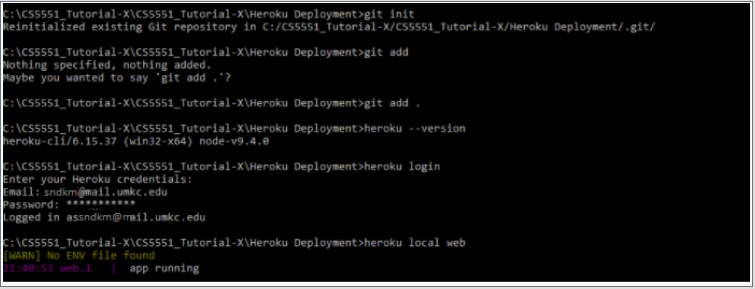 C:\CS5551_Tutorial-X\CS5551_Tutorial-X\Heroku Deployment>git init
Reinitialized existing Git repository in C:/CS5551_Tutorial-X/CS5551_Tutorial-X/Heroku Deployment/.git/
C:\CS5551_Tutorial-X\CS5551_Tutorial-X\Heroku Deployment>git add
Nothing specified, nothing added.
Maybe you wanted to say 'git add .'?
C:\CS5551_Tutorial-X\CS5551_Tutorial-X\Heroku Deployment>git add .
C:\CS5551_Tutorial-X\CS5551_Tutorial-X\Heroku Deployment>heroku --version
heroku-cli/6.15.37 (win32-x64) node-v9.4.0
C:\CS5551_Tutorial-X\CS5551_Tutorial-X\Heroku Deployment>heroku login
Enter your Heroku credentials:
Email: sndkm@mail.umkc.edu
Password: ***********
Logged in assndkm@mail.umkc.edu
C:\CS5551_Tutorial-X\CS5551_Tutorial-X\Heroku Deployment>heroku local web
[WARN] No ENV file found
21:40:53 web.1 | app running